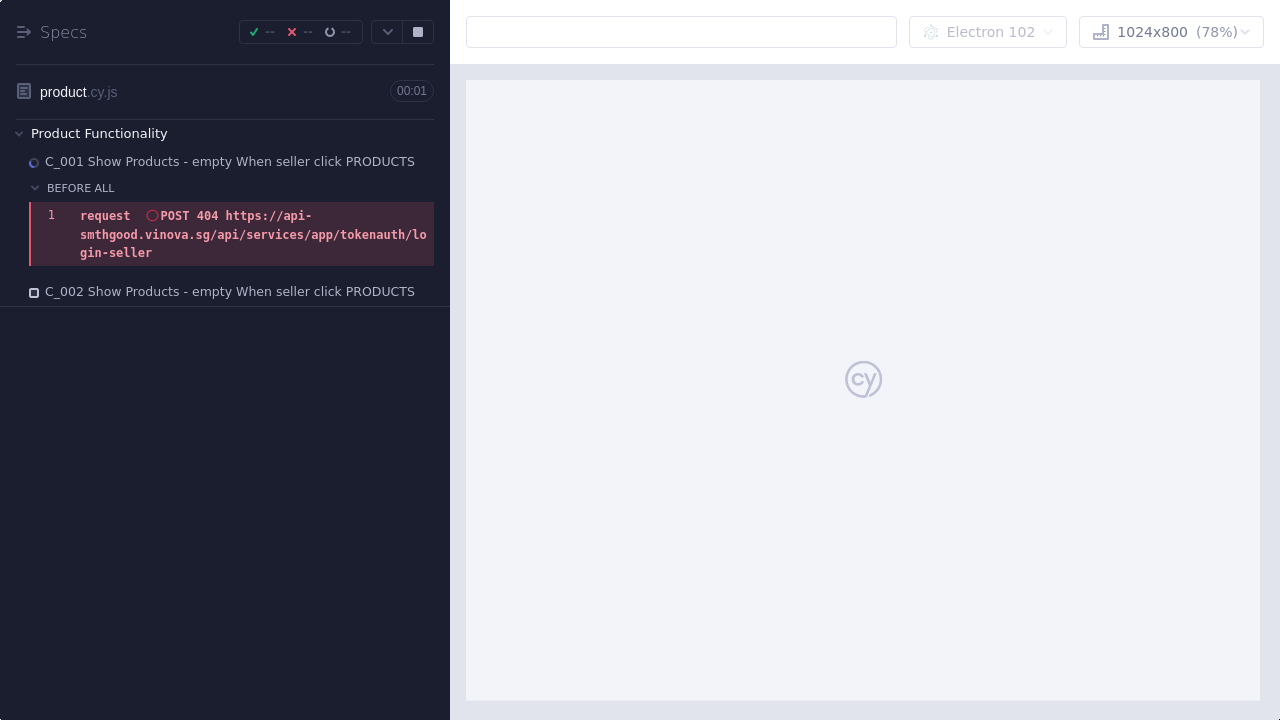 Specs
-- -- --
Electron 102
1024x800 (78%)
product.cy.js
00:01
Product Functionality
C_001 Show Products - empty When seller click PRODUCTS
BEFORE ALL
1 request POST 404 https://api-
smthgood.vinova.sg/api/services/app/tokenauth/lo
gin-seller
C_002 Show Products - empty When seller click PRODUCTS
cy